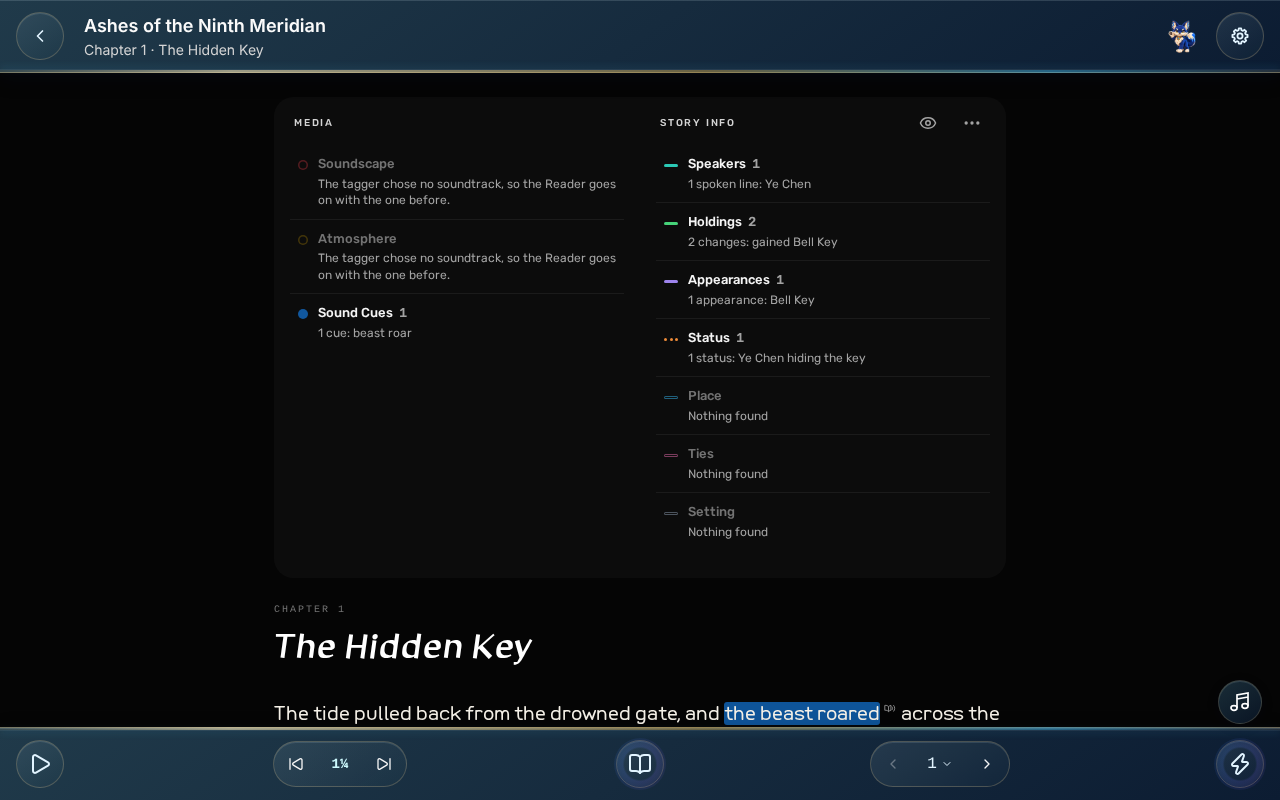 Ashes of the Ninth Meridian
Chapter 1 · The Hidden Key
MEDIA
Soundscape
The tagger chose no soundtrack, so the Reader goes
on with the one before.
Atmosphere
The tagger chose no soundtrack, so the Reader goes
on with the one before.
Sound Cues 1
1 cue: beast roar
STORY INFO
Speakers 1
1 spoken line: Ye Chen
Holdings 2
2 changes: gained Bell Key
Appearances 1
1 appearance: Bell Key
Status 1
1 status: Ye Chen hiding the key
Place
Nothing found
Ties
Nothing found
Setting
Nothing found
CHAPTER 1
The Hidden Key
The tide pulled back from the drowned gate, and the beast roared across the
1¼
1